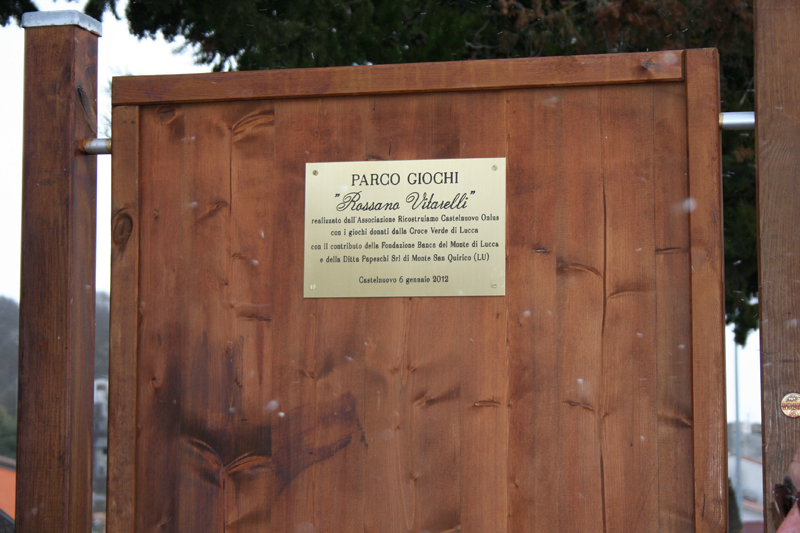 PARCO GIOCHI
"Rossano Vitarelli"
realizzato dall'Associazione Ricostruiamo Castelnuovo Onlus
con i giochi donati dalla Croce Verde di Lucca
con il contributo della Fondazione Banca del Monte di Lucca
e della Ditta Papeschi Srl di Monte San Quirico (LU)
Castelnuovo 6 gennaio 2012